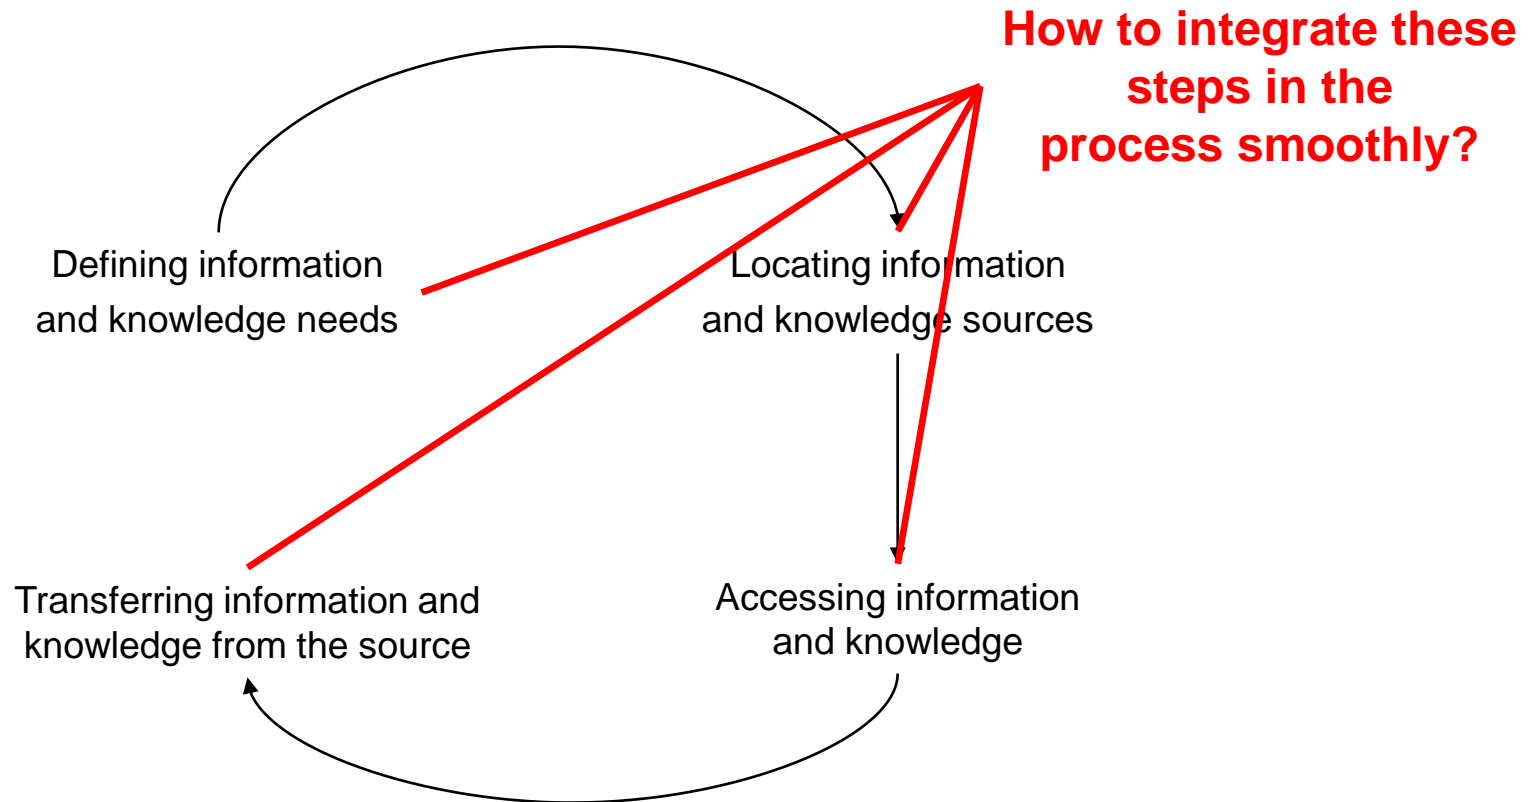 How to integrate these
steps in the
process smoothly?
Defining information
and knowledge needs
Locating information
and knowledge sources
Transferring information and
knowledge from the source
Accessing information
and knowledge